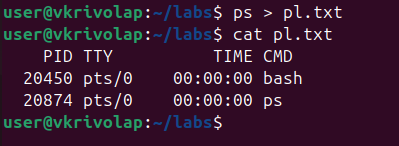 user@vkrivolap:~/labs$ ps > pl.txt
user@vkrivolap:~/labs$ cat pl.txt
    PID TTY          TIME CMD
  20450 pts/0    00:00:00 bash
  20874 pts/0    00:00:00 ps
user@vkrivolap:~/labs$